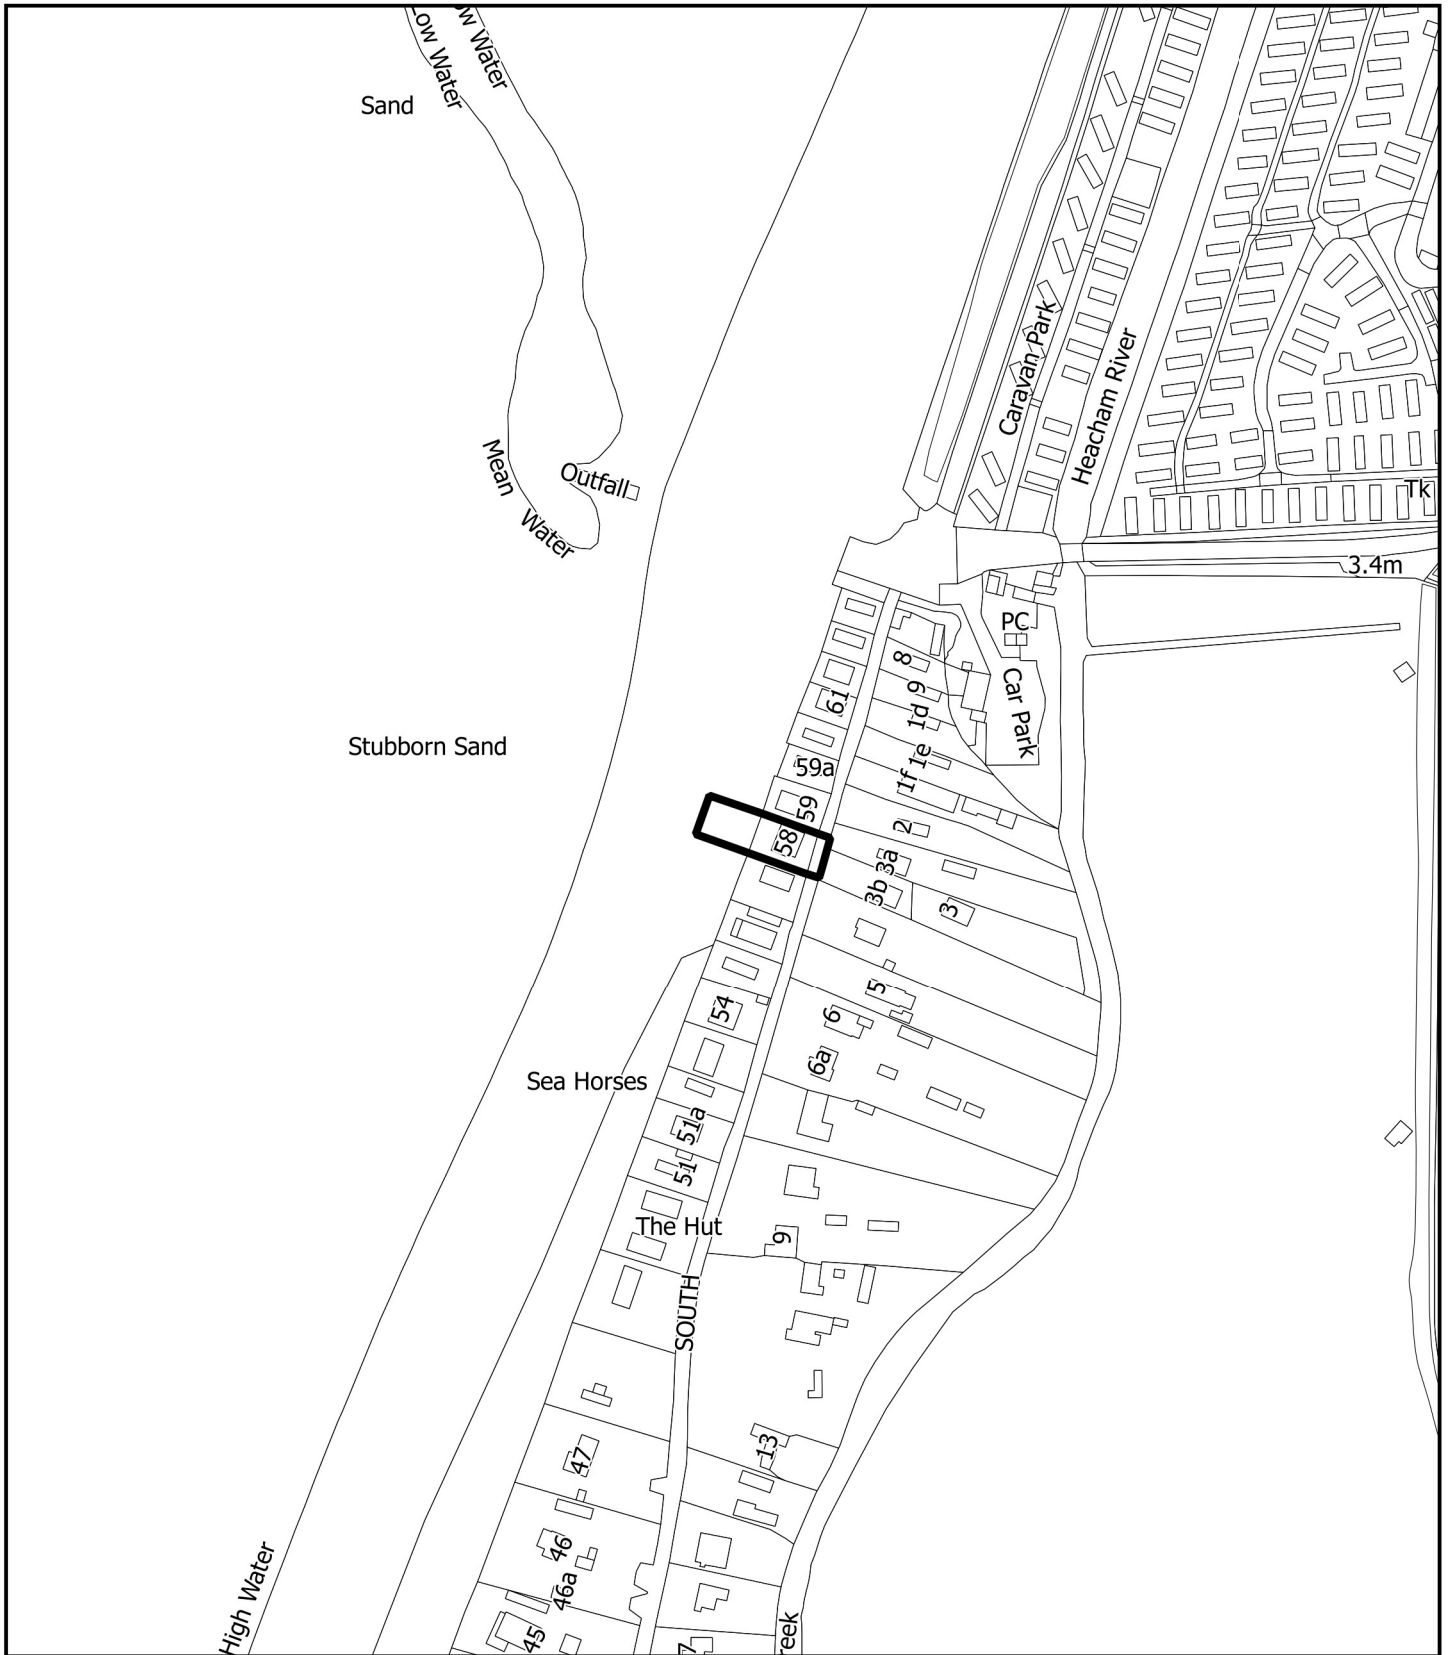 Low Water
Low Water
Sand
Caravan Park
Heacham River
Mean
Water
Outfall
Tk
3.4m
PC
8
9
61
1d
Car Park
Stubborn Sand
1e
59a
1f
59
2
58
3a
3b
3
5
54
6
6a
Sea Horses
51a
51
The Hut
9
SOUTH
13
47
46
46a
High Water
45
7
reek